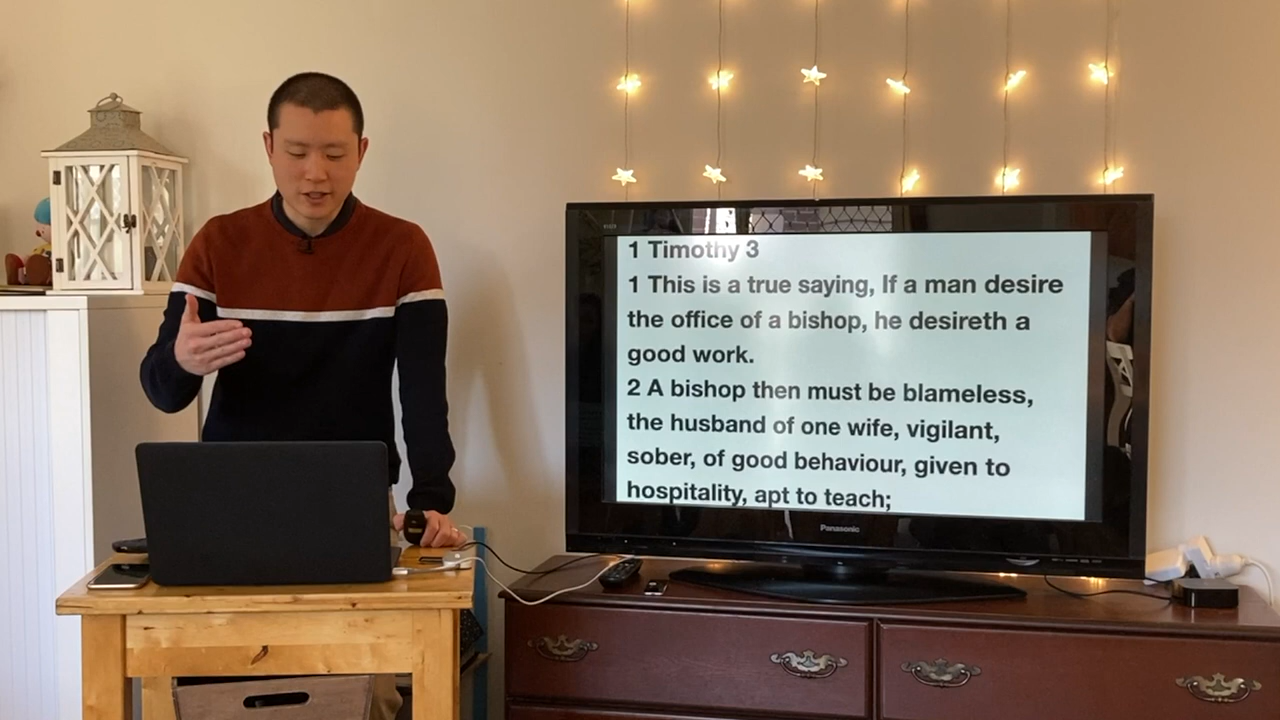 1 Timothy 3
1 This is a true saying, If a man desire
the office of a bishop, he desireth a
good work.
2 A bishop then must be blameless,
the husband of one wife, vigilant,
sober, of good behaviour, given to
hospitality, apt to teach;
Panasonic